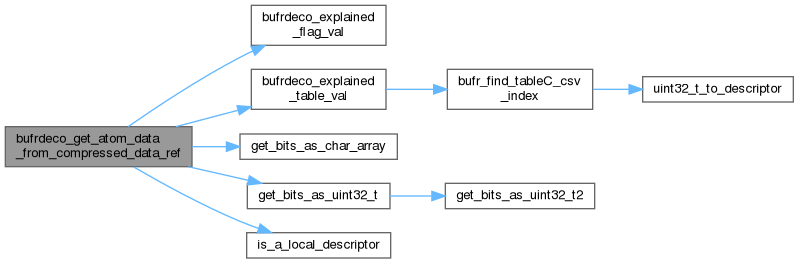 bufrdeco_get_atom_data
_from_compressed_data_ref
bufrdeco_explained
_flag_val
bufrdeco_explained
_table_val
bufr_find_tableC_csv
_index
uint32_t_to_descriptor
get_bits_as_char_array
get_bits_as_uint32_t
get_bits_as_uint32_t2
is_a_local_descriptor